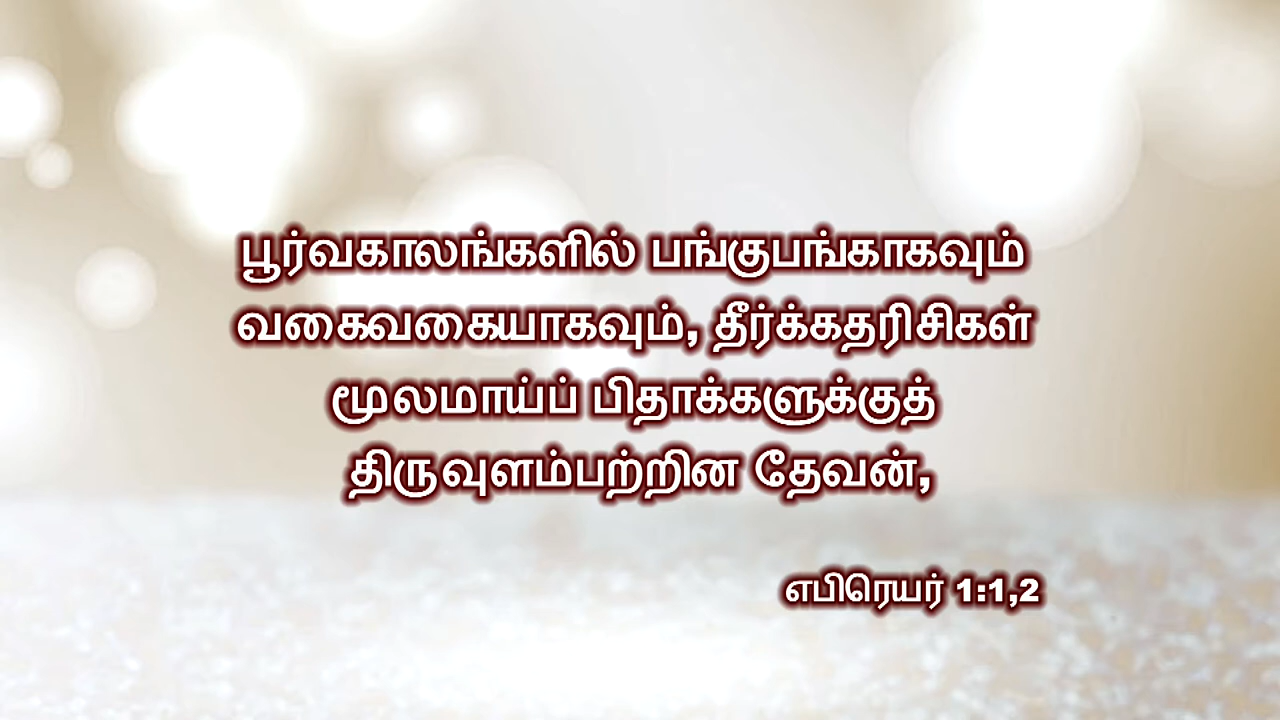 பூர்வகாலங்களில் பங்குபங்காகவும்
வகைவகையாகவும், தீர்க்கதரிசிகள்
மூலமாய்ப் பிதாக்களுக்குத்
திருவுளம்பற்றின தேவன்,
எபிரெயர் 1:1,2